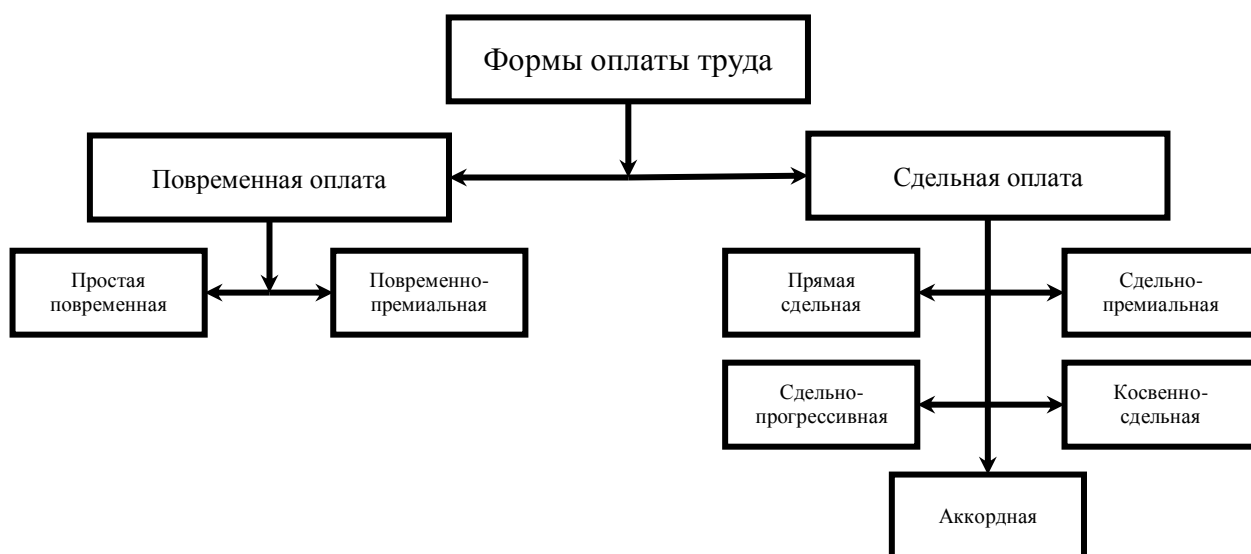 Формы оплаты труда
Повременная оплата
Сдельная оплата
Простая
повременная
Повременно-
премиальная
Прямая
сдельная
Сдельно-
премиальная
Сдельно-
прогрессивная
Косвенно-
сдельная
Аккордная